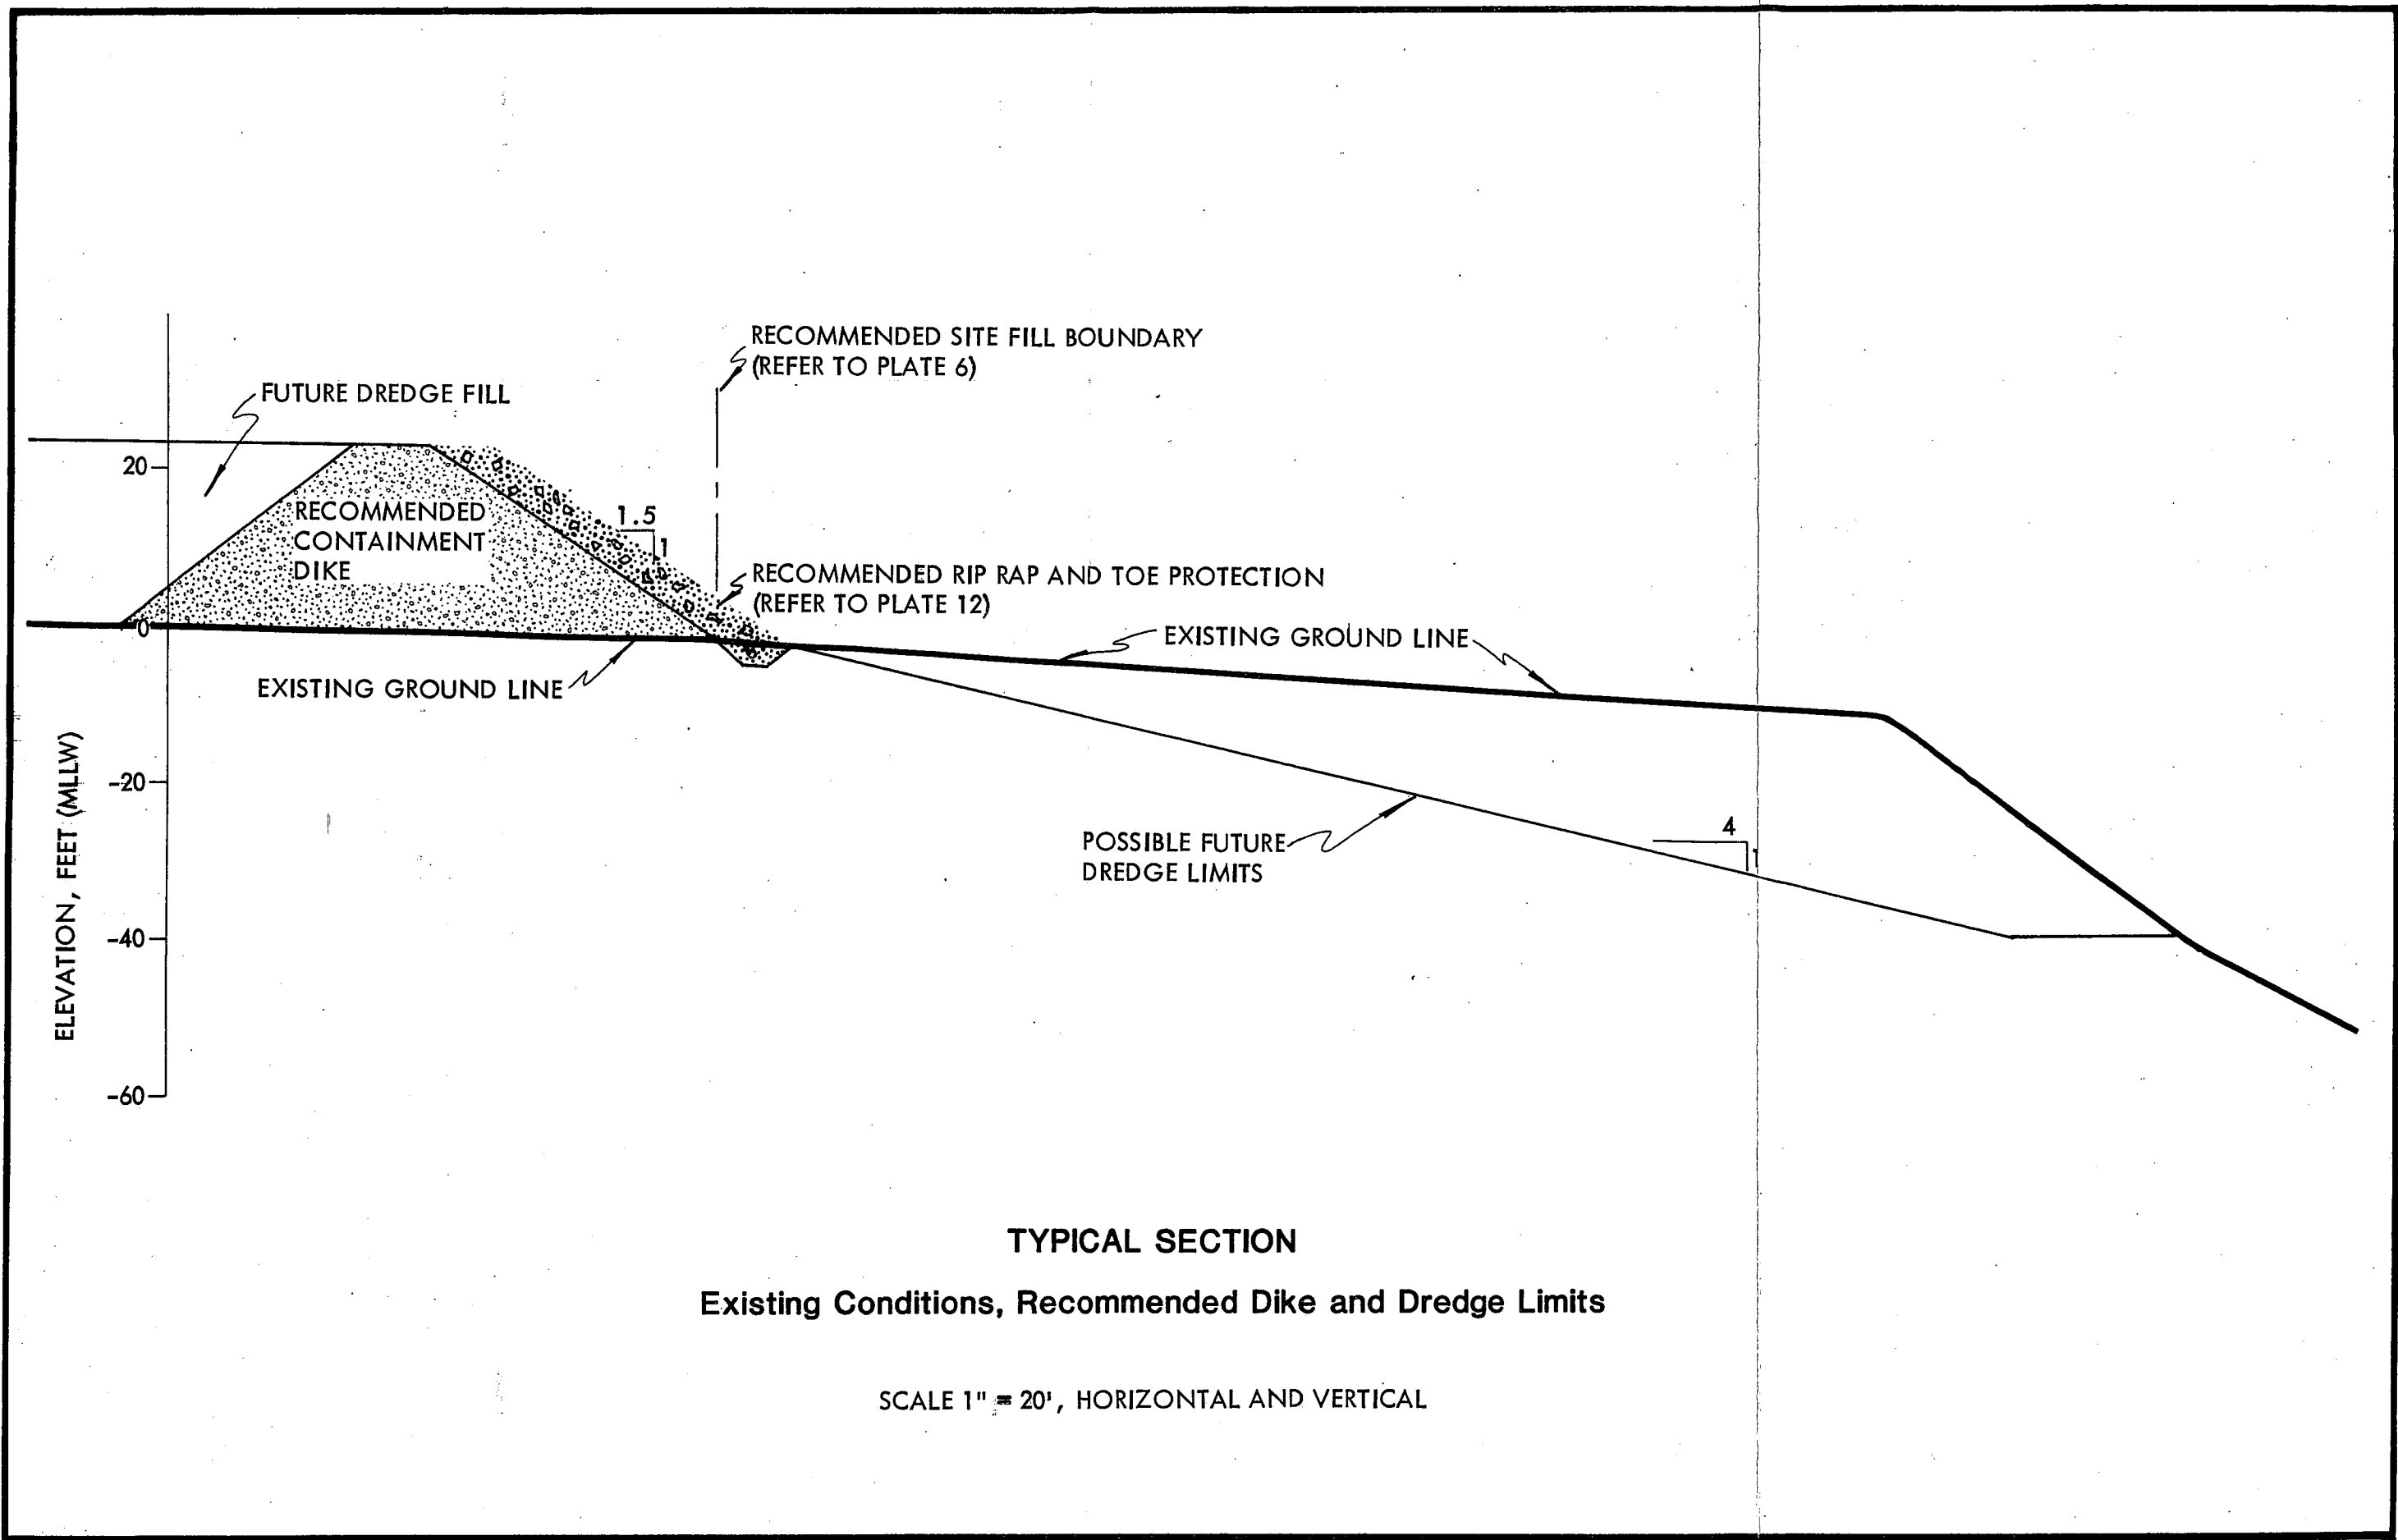 RECOMMENDED SITE FILL BOUNDARY
(REFER TO PLATE 6)
FUTURE DREDGE FILL
20
RECOMMENDED
CONTAINMENT
DIKE
1.5
1
RECOMMENDED RIP RAP AND TOE PROTECTION
(REFER TO PLATE 12)
0
EXISTING GROUND LINE
EXISTING GROUND LINE
ELEVATION, FEET (MLLW)
-20
POSSIBLE FUTURE
DREDGE LIMITS
4
1
-40
-60
TYPICAL SECTION
Existing Conditions, Recommended Dike and Dredge Limits
SCALE 1" = 20', HORIZONTAL AND VERTICAL